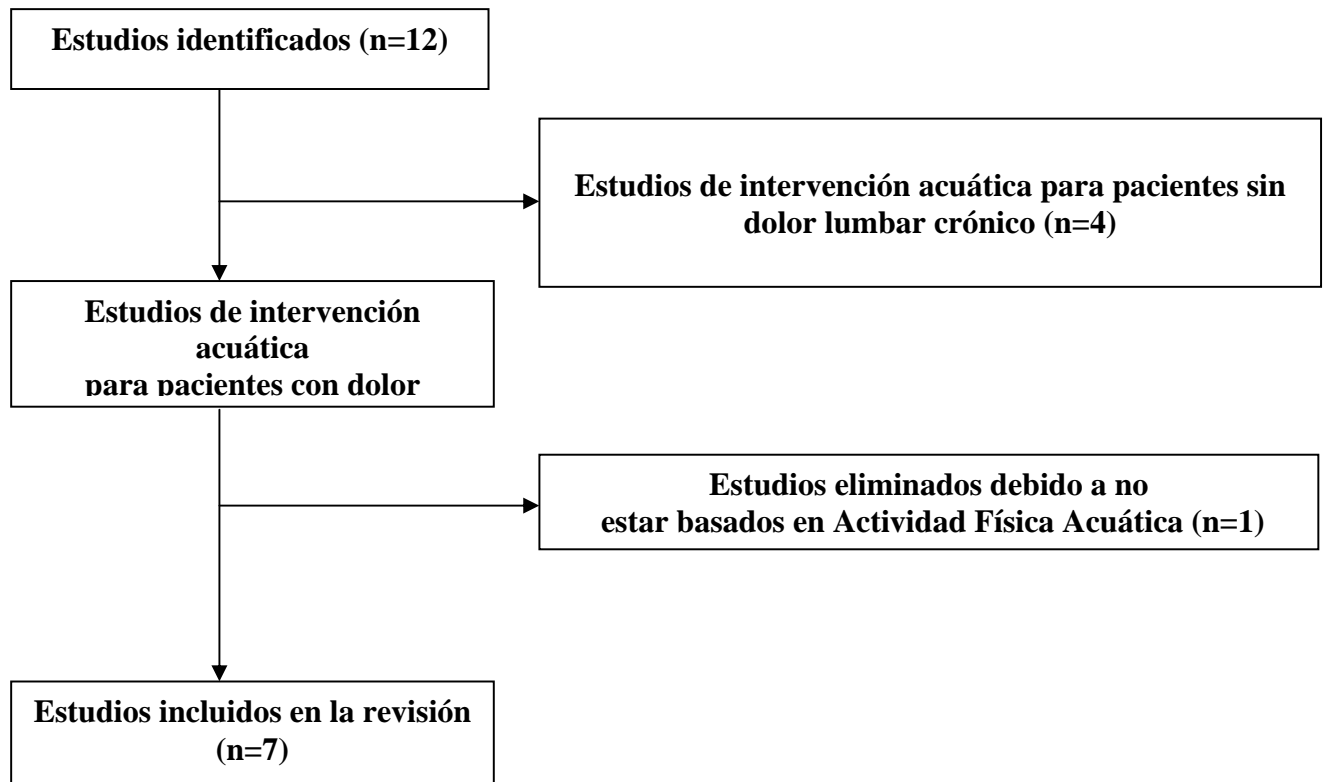 Estudios identificados (n=12)
Estudios de intervención acuática para pacientes sin
dolor lumbar crónico (n=4)
Estudios de intervención
acuática
para pacientes con dolor
Estudios eliminados debido a no
estar basados en Actividad Física Acuática (n=1)
Estudios incluidos en la revisión
(n=7)